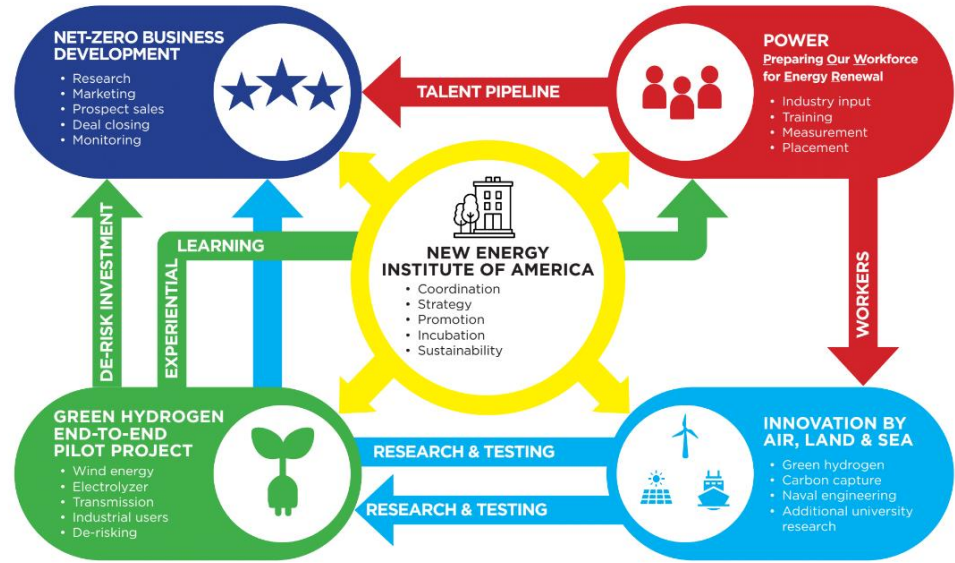 NET-ZERO BUSINESS
DEVELOPMENT
• Research
• Marketing
• Prospect sales
• Deal closing
• Monitoring
TALENT PIPELINE
POWER
Preparing Our Workforce
for Energy Renewal
• Industry input
• Training
• Measurement
• Placement
DE-RISK INVESTMENT
EXPERIENTIAL
LEARNING
NEW ENERGY
INSTITUTE OF AMERICA
• Coordination
• Strategy
• Promotion
• Incubation
• Sustainability
WORKERS
GREEN HYDROGEN
END-TO-END
PILOT PROJECT
• Wind energy
• Electrolyzer
• Transmission
• Industrial users
• De-risking
RESEARCH & TESTING
RESEARCH & TESTING
INNOVATION BY
AIR, LAND & SEA
• Green hydrogen
• Carbon capture
• Naval engineering
• Additional university
research